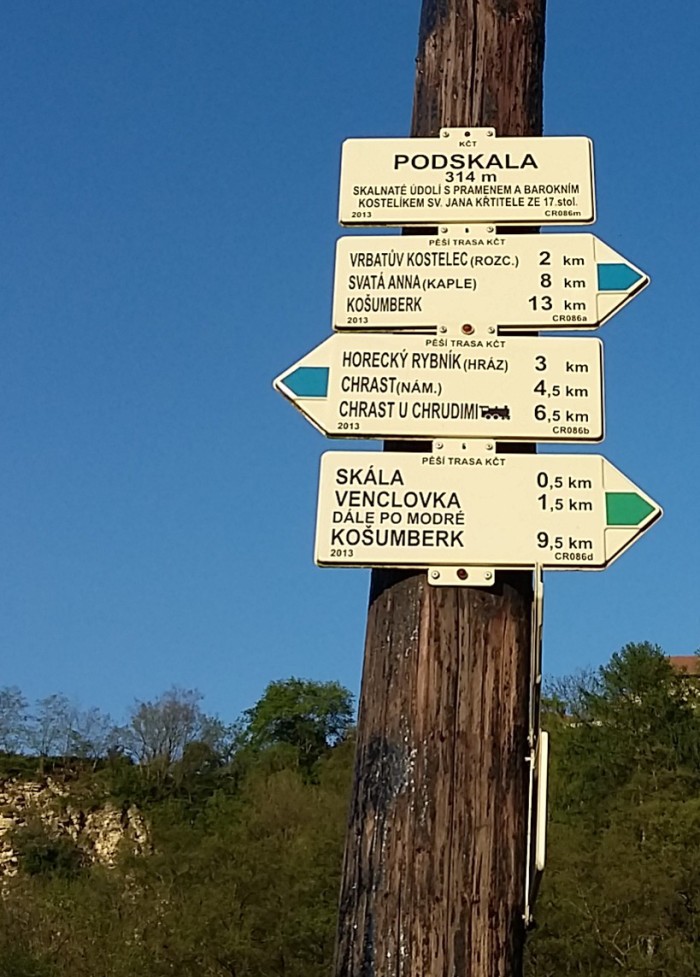 KČT
PODSKALA
314 m
SKALNATÉ ÚDOLÍ S PRAMENEM A BAROKNÍM
KOSTELÍKEM SV. JANA KŘTITELE ZE 17.stol.
2013 CR086m
PĚŠÍ TRASA KČT
VRBATŮV KOSTELEC (ROZC.) 2 km
SVATÁ ANNA (KAPLE) 8 km
KOŠUMBERK 13 km
2013 CR086a
PĚŠÍ TRASA KČT
HORECKÝ RYBNÍK (HRÁZ) 3 km
CHRAST (NÁM.) 4,5 km
CHRAST U CHRUDIMI 6,5 km
2013 CR086b
PĚŠÍ TRASA KČT
SKÁLA 0,5 km
VENCLOVKA 1,5 km
DÁLE PO MODRÉ
KOŠUMBERK 9,5 km
2013 CR086d